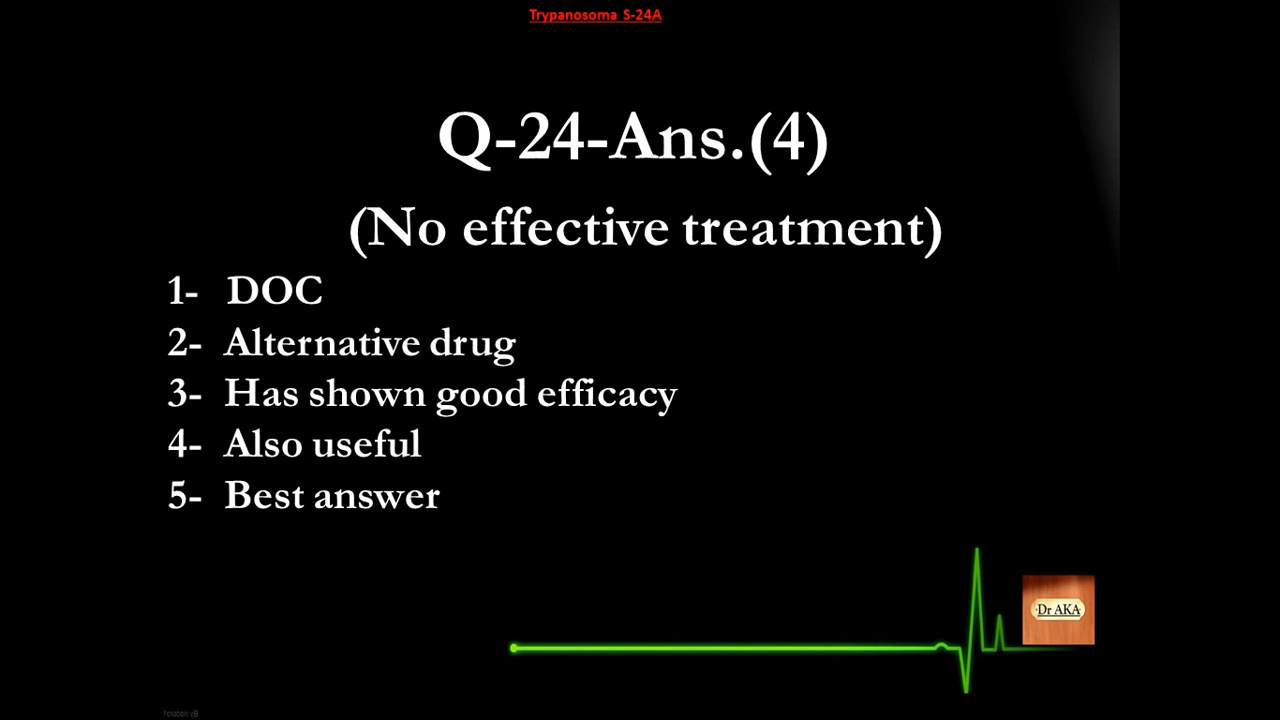 Trypanosoma S-24A
Q-24-Ans.(4)
(No effective treatment)
1- DOC
2- Alternative drug
3- Has shown good efficacy
4- Also useful
5- Best answer
Dr AKA